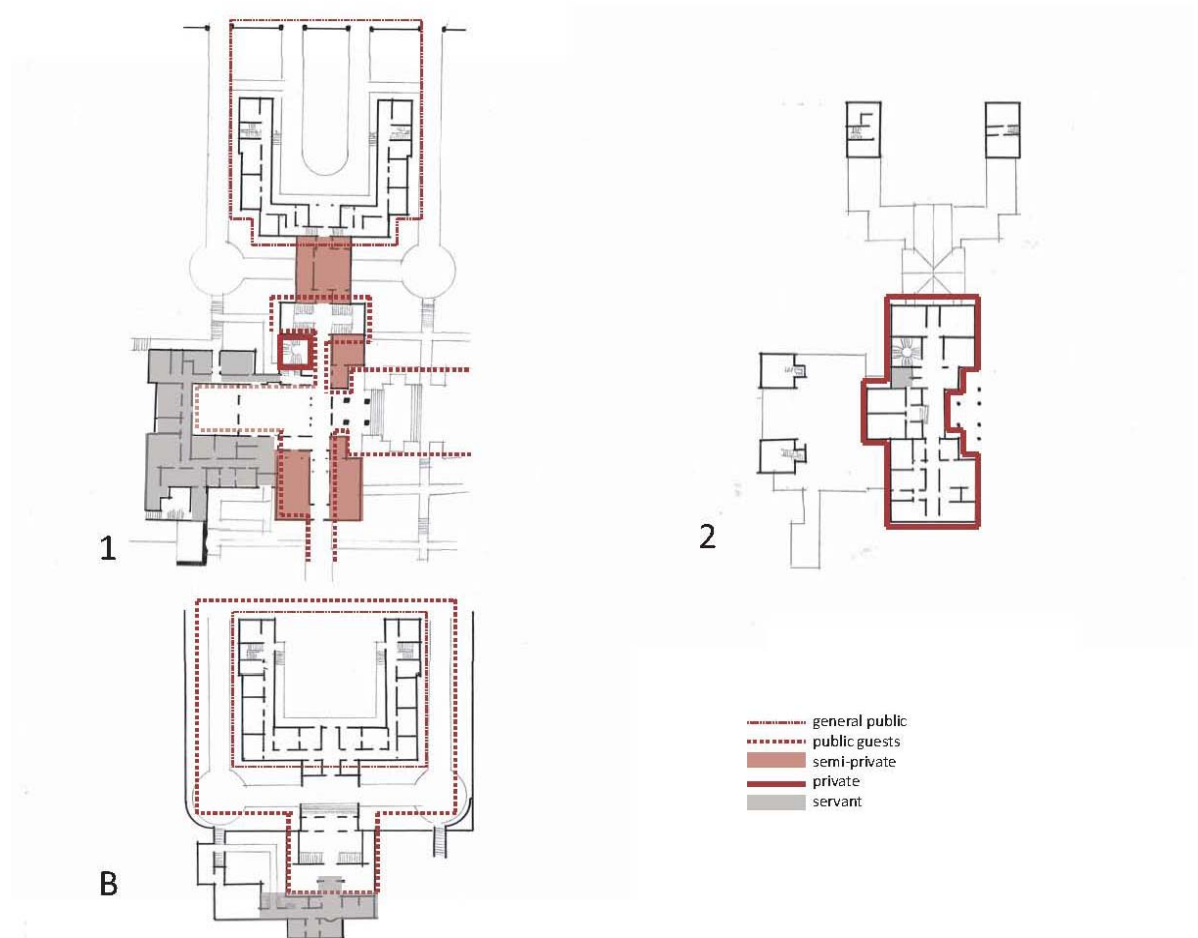 1
2
B
general public
public guests
semi-private
private
servant